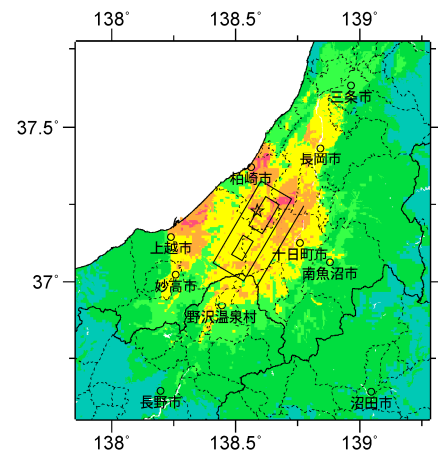 138° 138.5° 139°
三条市
37.5°
長岡市
柏崎市
上越市
十日町市
南魚沼市
37°
妙高市
野沢温泉村
長野市
沼田市
138° 138.5° 139°